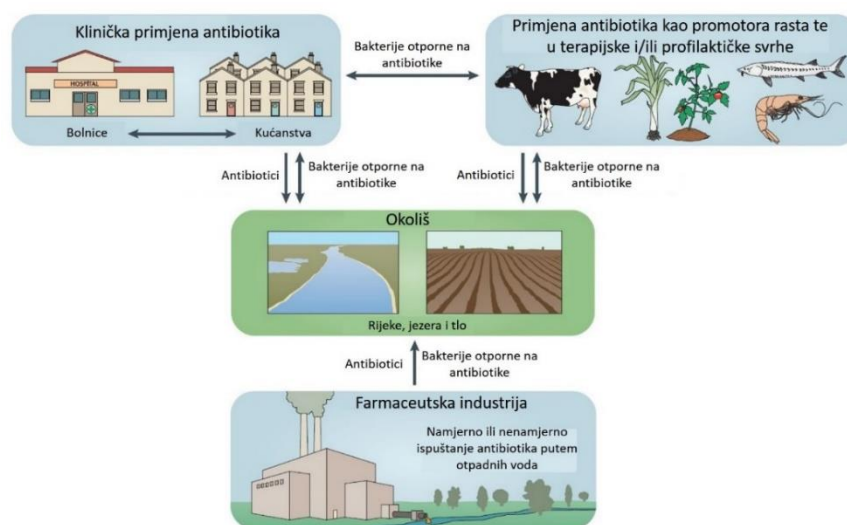 Klinička primjena antibiotika
HOSPITAL
Bolnice
Kućanstva
Bakterije otporne na
antibiotike
Primjena antibiotika kao promotora rasta te
u terapijske i/ili profilaktičke svrhe
Antibiotici
Bakterije otporne na
antibiotike
Antibiotici
Bakterije otporne na
antibiotike
Okoliš
Rijeke, jezera i tlo
Antibiotici
Bakterije otporne na
antibiotike
Farmaceutska industrija
Namjerno ili nenamjerno
ispuštanje antibiotika putem
otpadnih voda